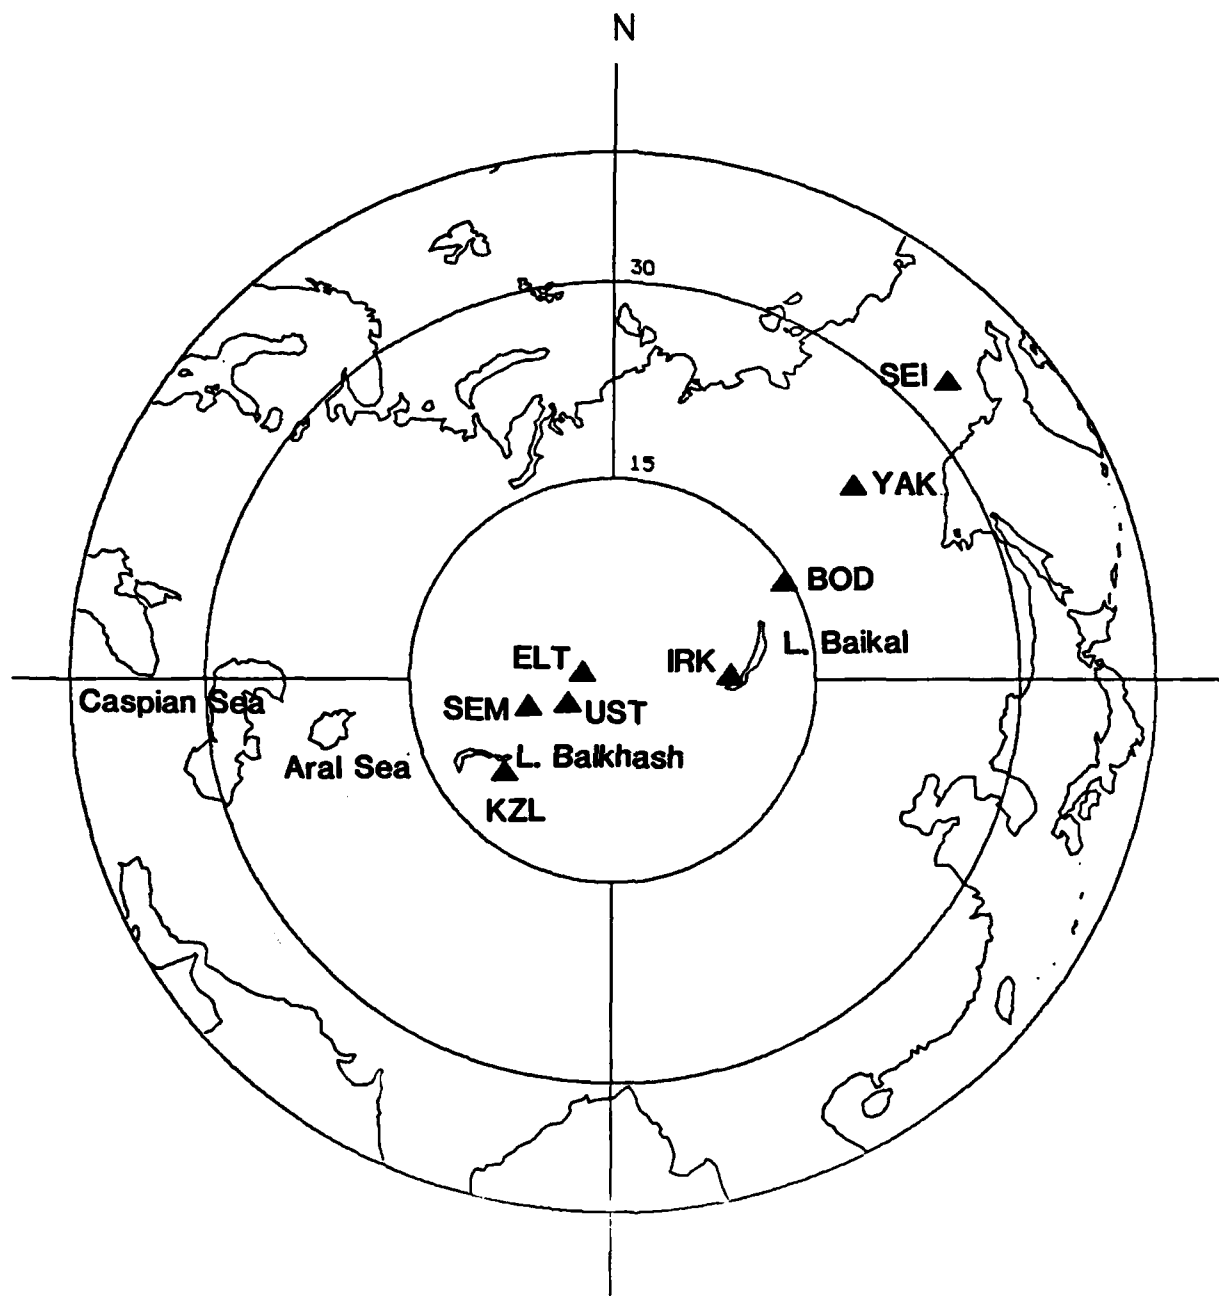 N
30
SEI
15
YAK
BOD
L. Baikal
ELT
IRK
Caspian Sea
SEM
UST
Aral Sea
L. Balkhash
KZL